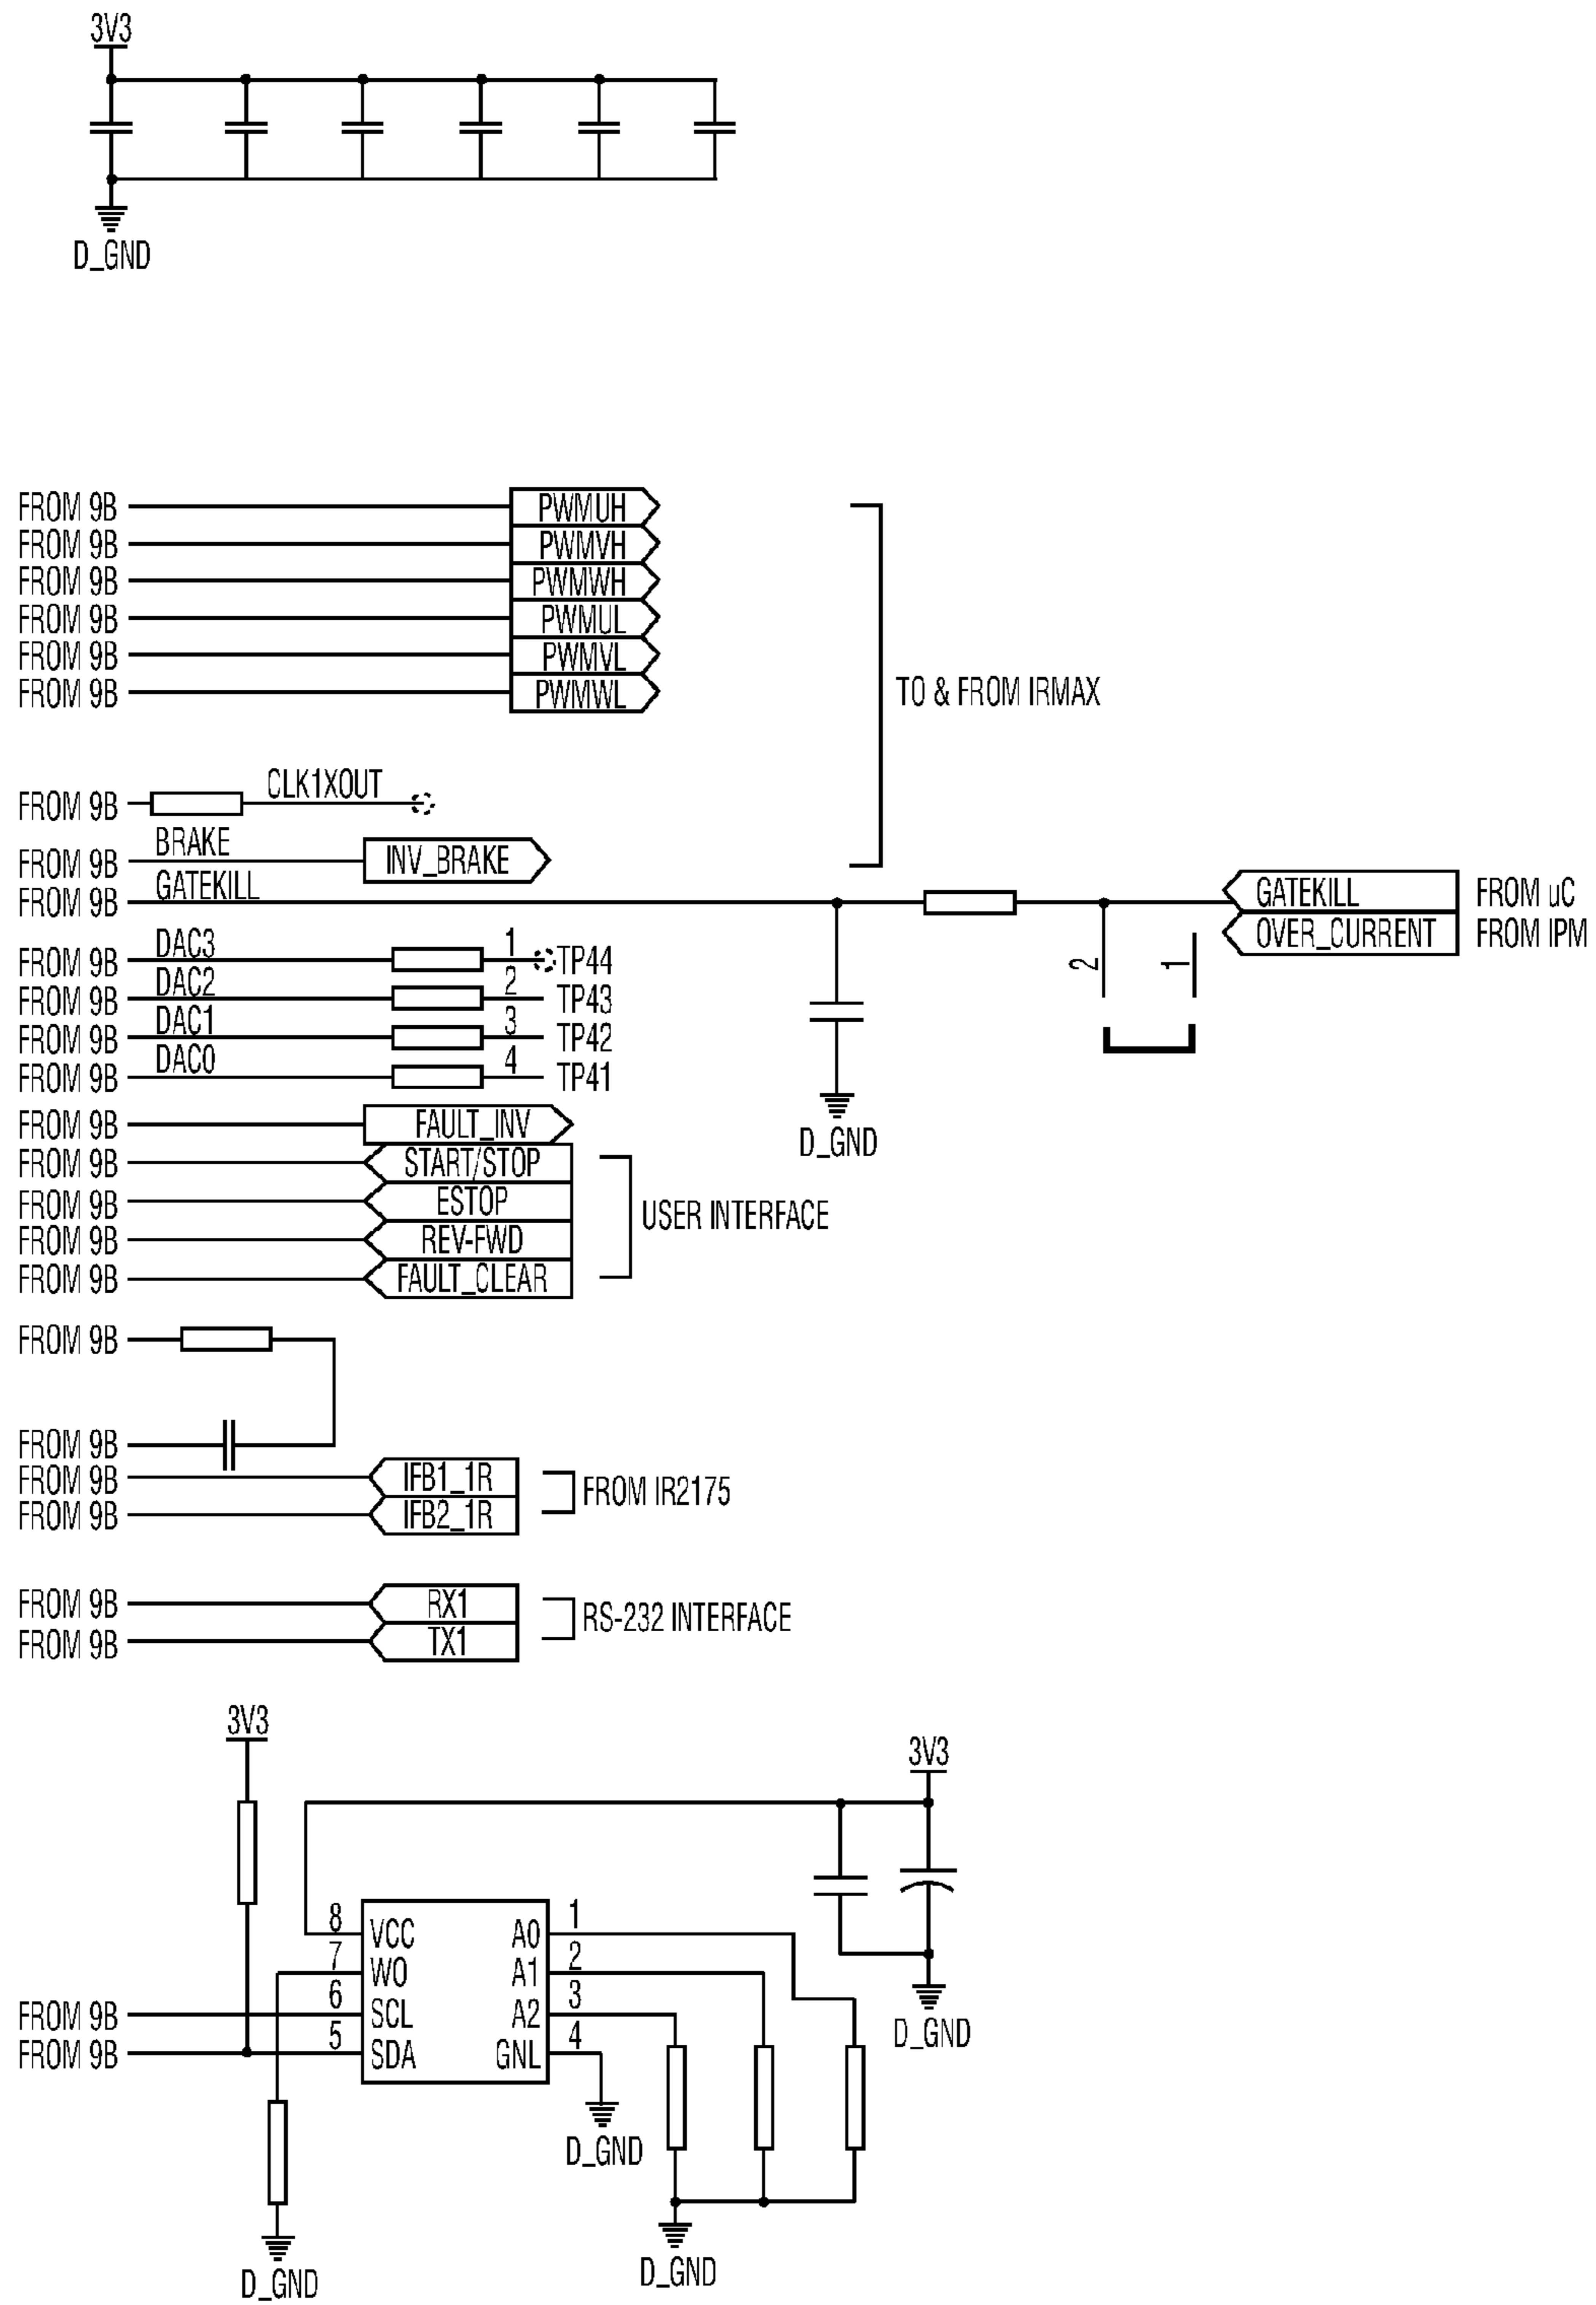 3V3
D_GND
FROM 9B PWMUH
FROM 9B PWMVH
FROM 9B PWMWH
FROM 9B PWMUL
FROM 9B PWMVL
FROM 9B PWMWL
TO & FROM IRMAX
FROM 9B CLK1XOUT
FROM 9B BRAKE INV_BRAKE
FROM 9B GATEKILL
GATEKILL FROM uC
OVER_CURRENT FROM IPM
2 1
D_GND
FROM 9B DAC3 1 TP44
FROM 9B DAC2 2 TP43
FROM 9B DAC1 3 TP42
FROM 9B DAC0 4 TP41
FROM 9B FAULT_INV
FROM 9B START/STOP
FROM 9B ESTOP
FROM 9B REV-FWD
FROM 9B FAULT_CLEAR
USER INTERFACE
FROM 9B
FROM 9B
FROM 9B IFB1_1R
FROM 9B IFB2_1R
FROM IR2175
FROM 9B RX1
FROM 9B TX1
RS-232 INTERFACE
3V3
3V3
8 VCC A0 1
7 WO A1 2
FROM 9B 6 SCL A2 3
FROM 9B 5 SDA GNL 4
D_GND
D_GND
D_GND
D_GND